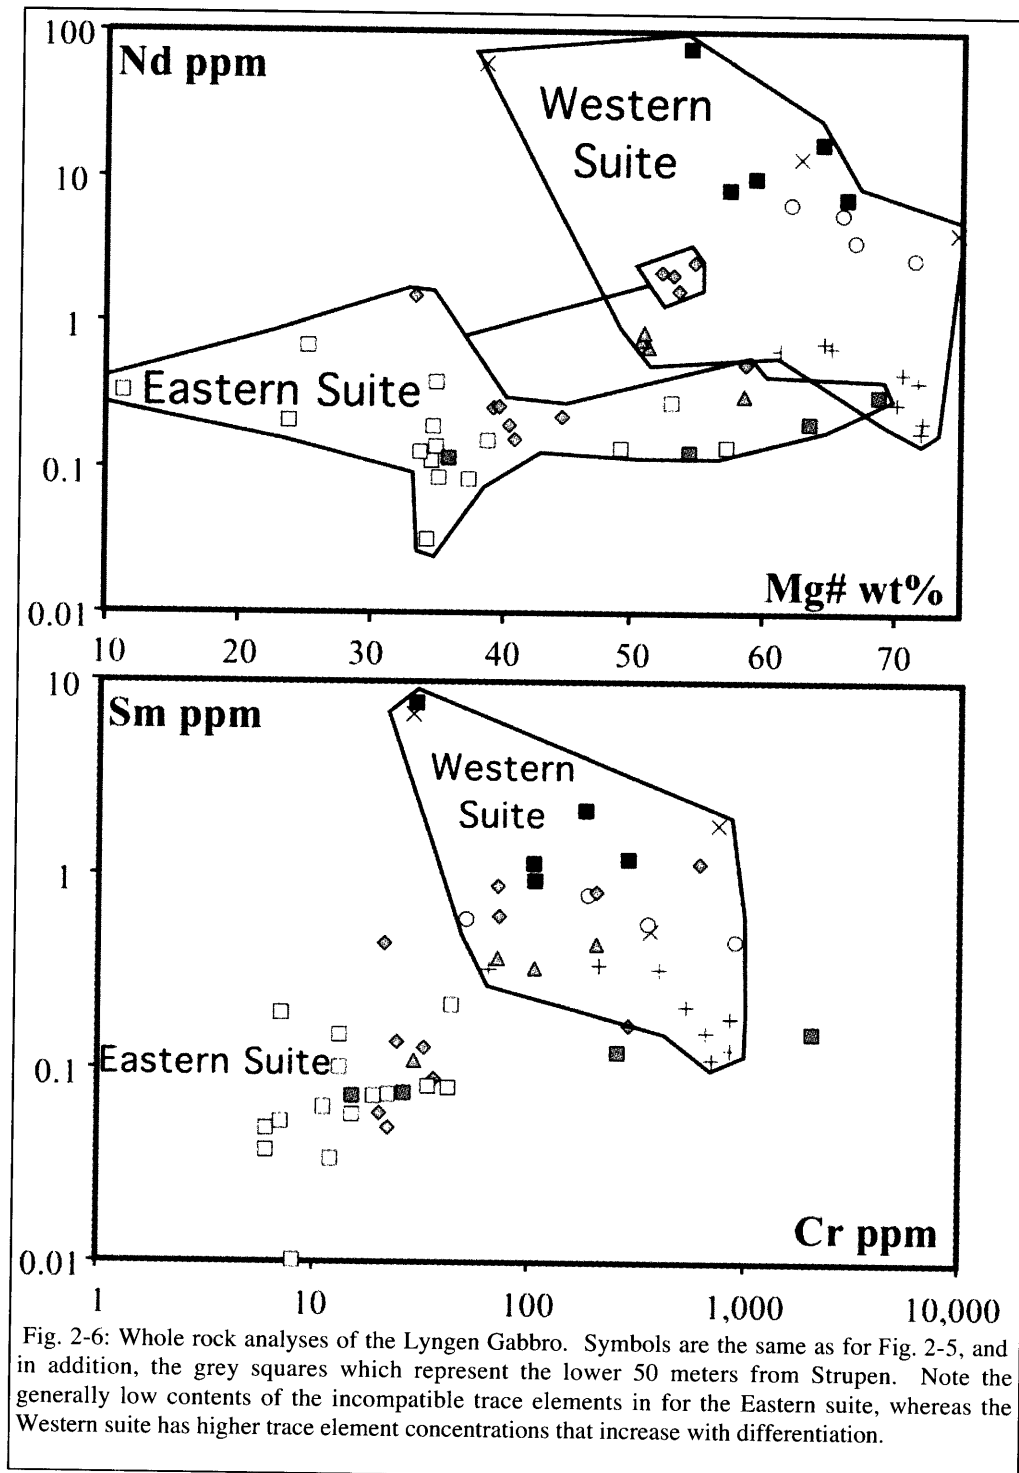 100
Nd ppm
Western
Suite
10
1
Eastern Suite
0.1
Mg# wt%
0.01
10 20 30 40 50 60 70
10
Sm ppm
Western
Suite
1
Eastern Suite
0.1
Cr ppm
0.01
1 10 100 1,000 10,000
Fig. 2-6: Whole rock analyses of the Lyngen Gabbro. Symbols are the same as for Fig. 2-5, and
in addition, the grey squares which represent the lower 50 meters from Strupen. Note the
generally low contents of the incompatible trace elements in for the Eastern suite, whereas the
Western suite has higher trace element concentrations that increase with differentiation.